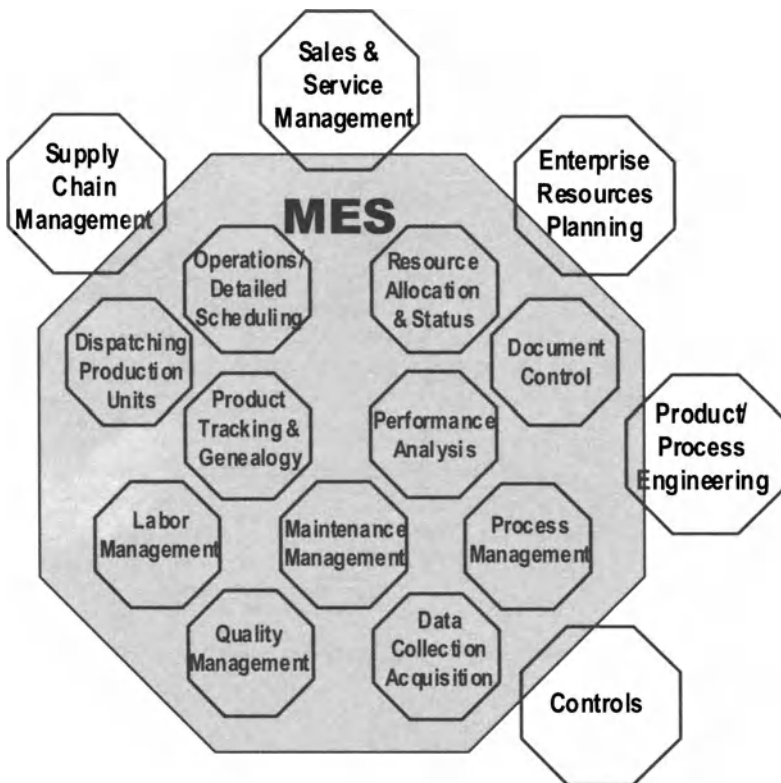 Sales &
Service
Management
Supply
Chain
Management
Enterprise
Resources
Planning
MES
Operations/
Detailed
Scheduling
Resource
Allocation
& Status
Dispatching
Production
Units
Document
Control
Product
Tracking &
Genealogy
Performance
Analysis
Product/
Process
Engineering
Labor
Management
Maintenance
Management
Process
Management
Quality
Management
Data
Collection
Acquisition
Controls